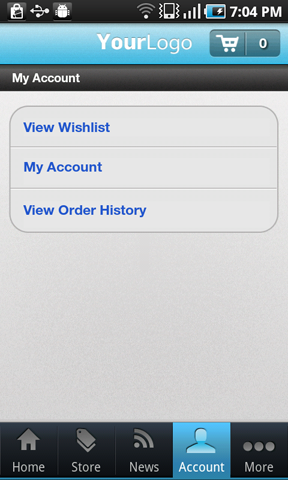 7:04 PM
YourLogo
0
My Account
View Wishlist
My Account
View Order History
Home Store News Account More